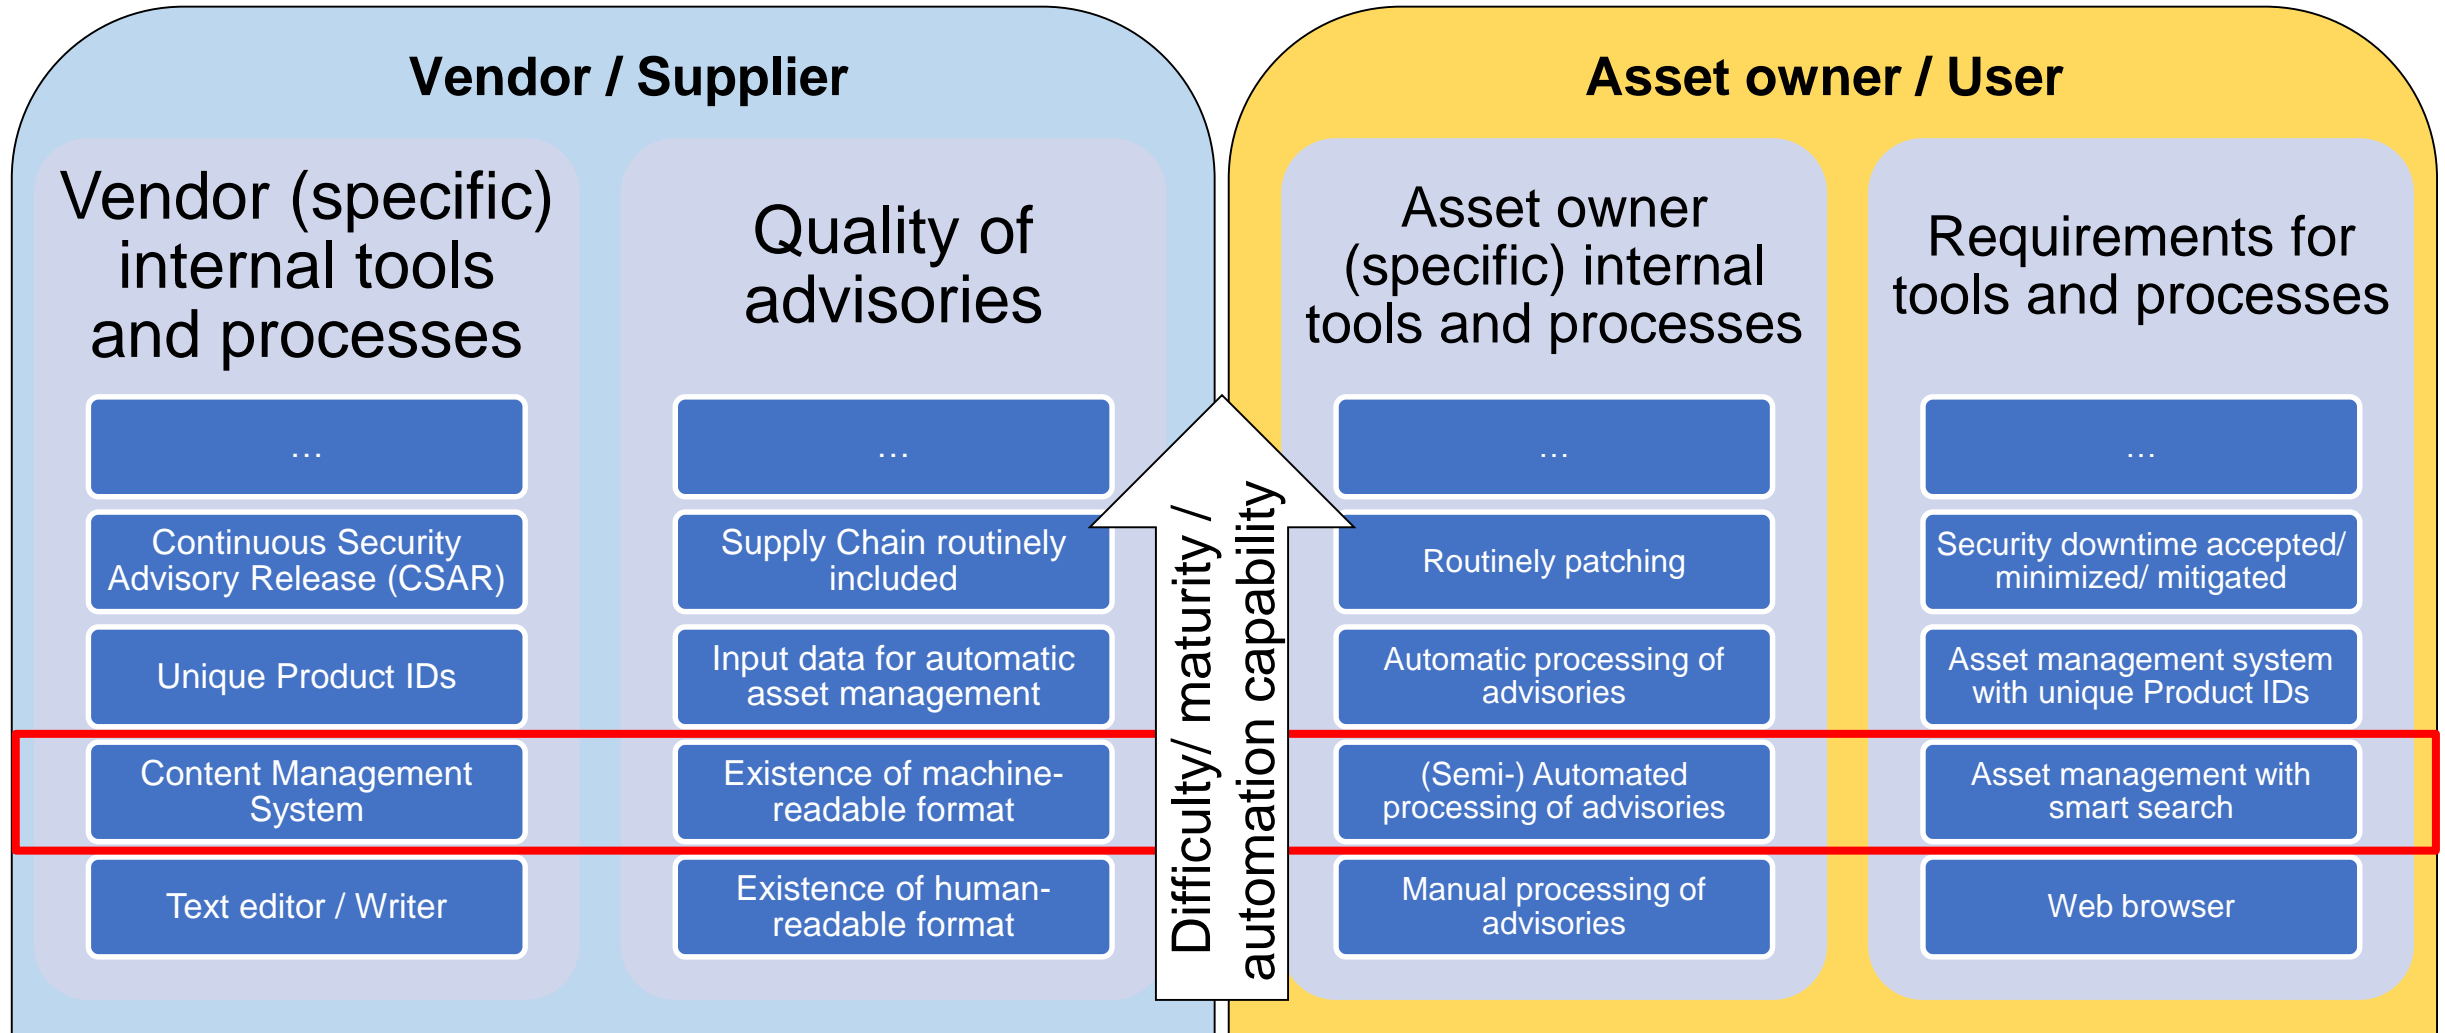 Vendor / Supplier
Vendor (specific)
internal tools
and processes
…
Continuous Security
Advisory Release (CSAR)
Unique Product IDs
Content Management
System
Text editor / Writer
Quality of
advisories
…
Supply Chain routinely
included
Input data for automatic
asset management
Existence of machine-
readable format
Existence of human-
readable format
Difficulty/ maturity /
automation capability
Asset owner / User
Asset owner
(specific) internal
tools and processes
…
Routinely patching
Automatic processing of
advisories
(Semi-) Automated
processing of advisories
Manual processing of
advisories
Requirements for
tools and processes
…
Security downtime accepted/
minimized/ mitigated
Asset management system
with unique Product IDs
Asset management with
smart search
Web browser